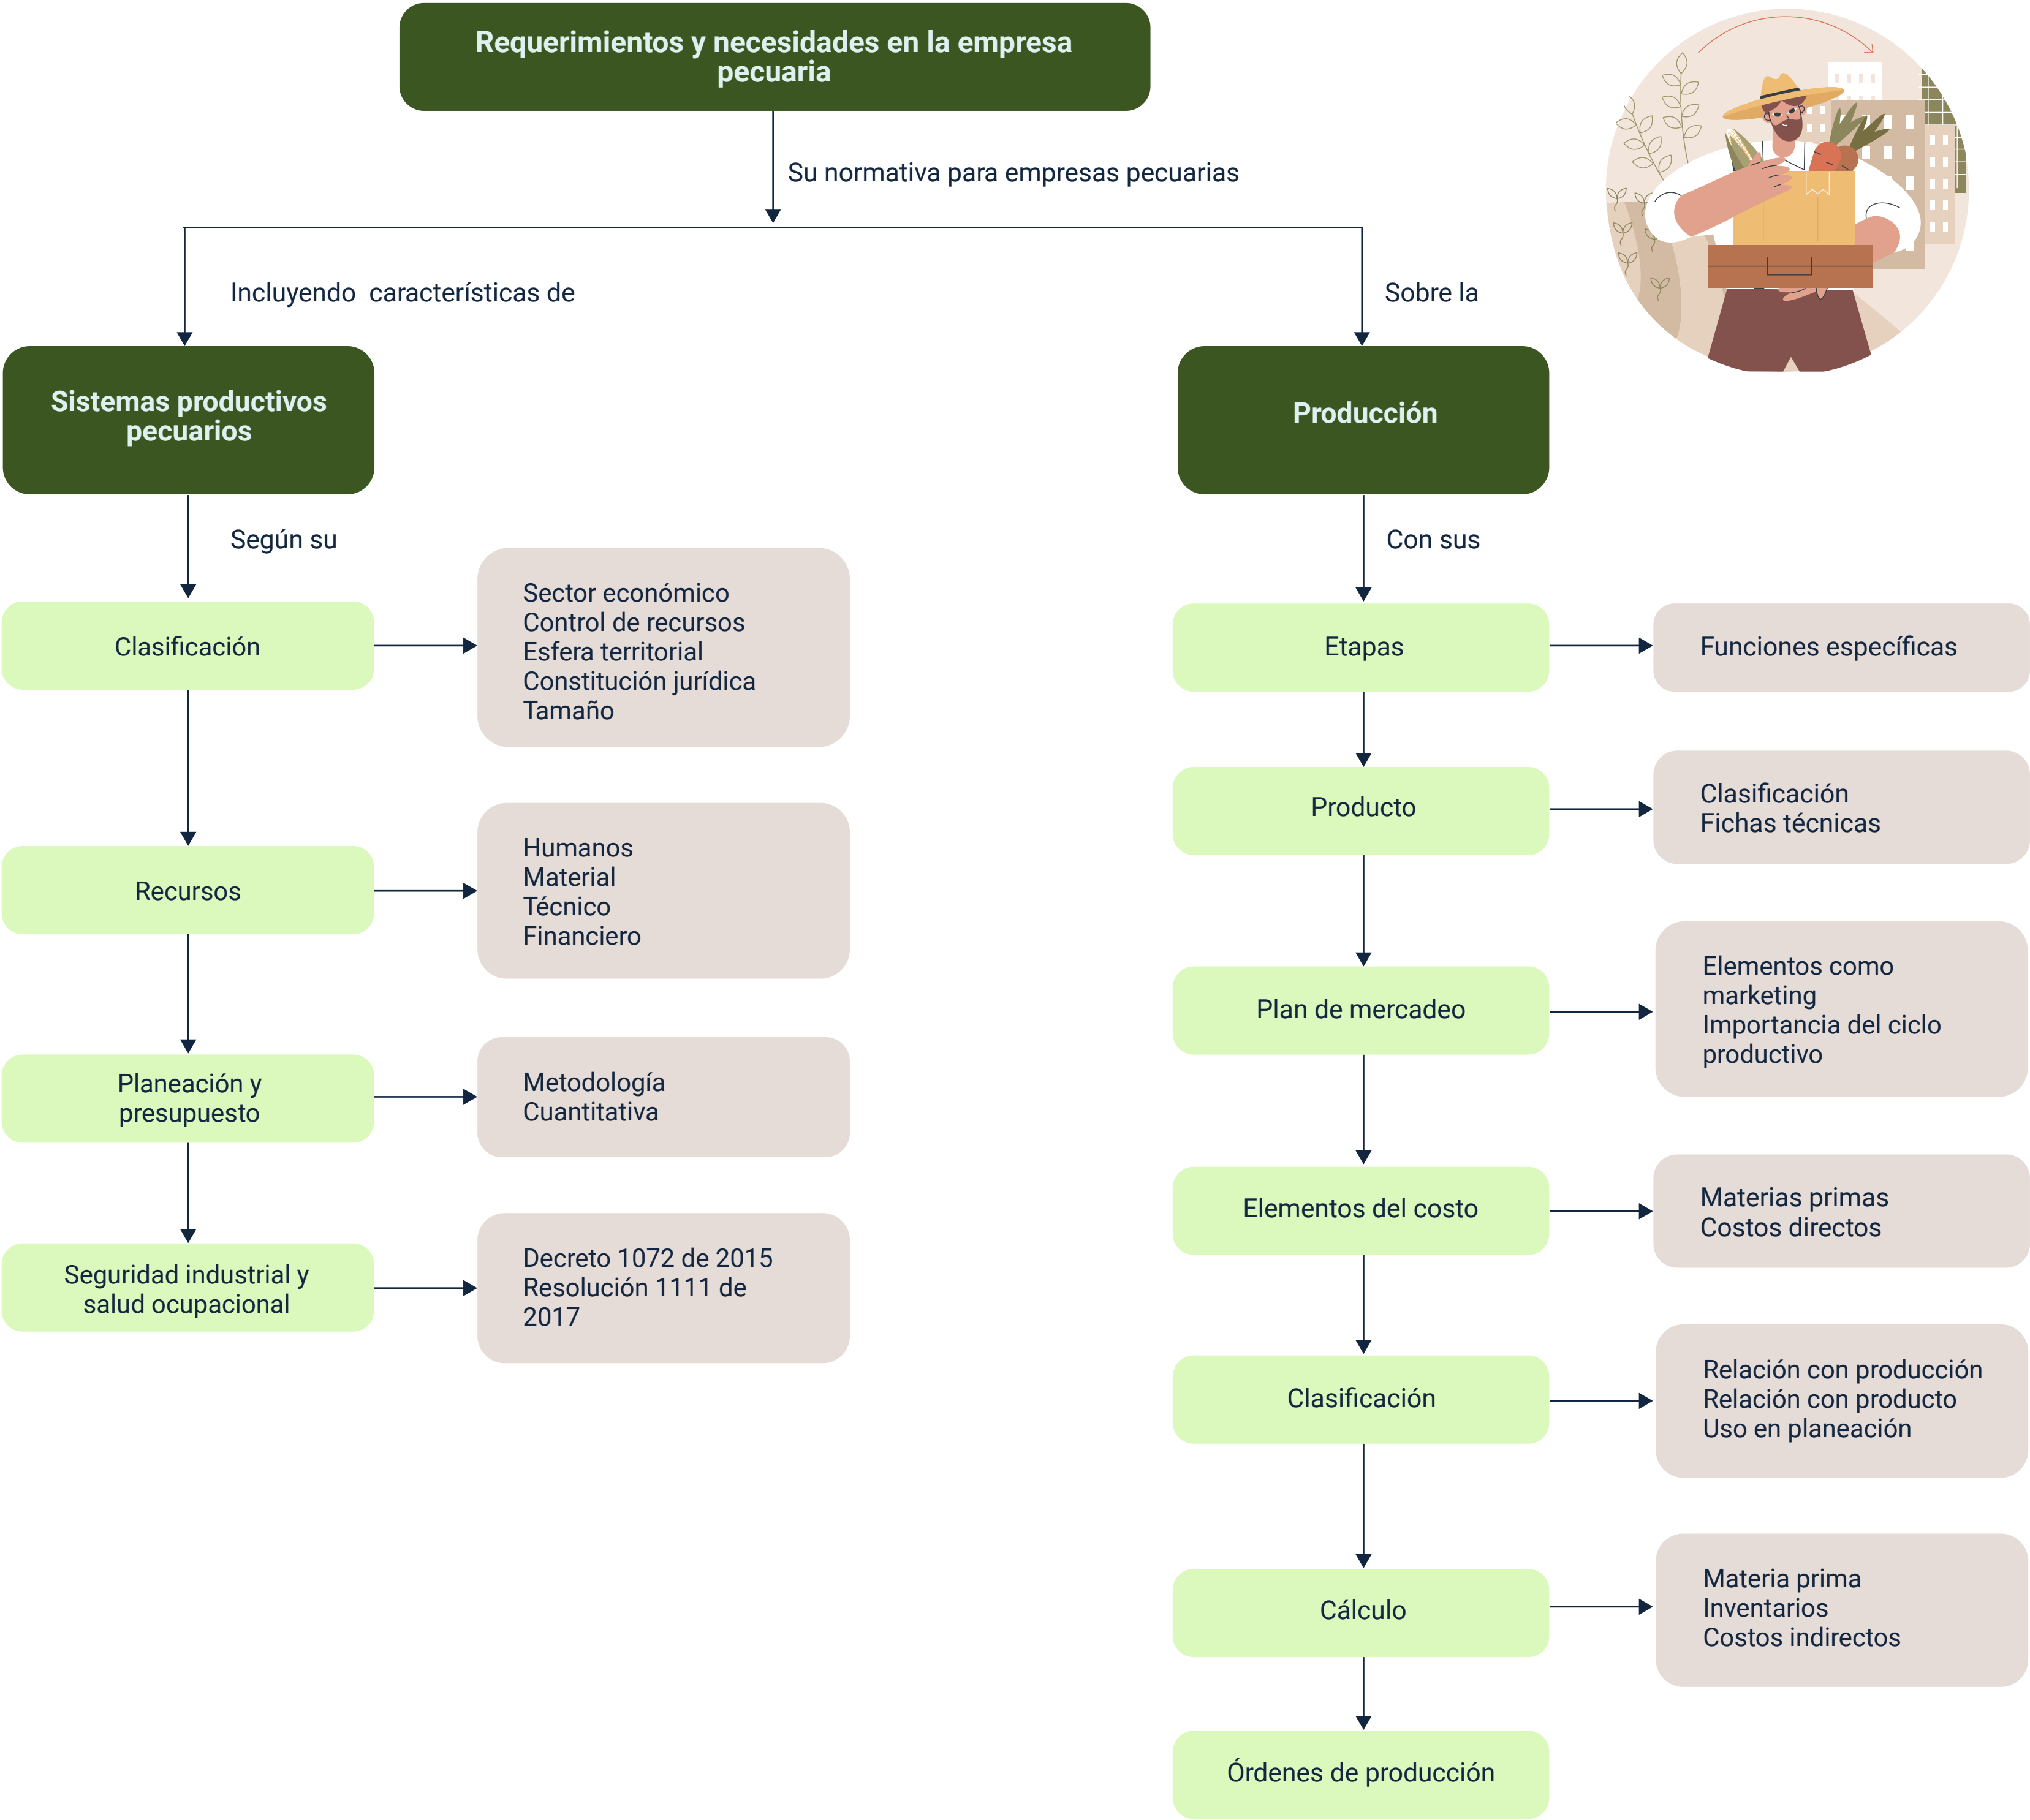 Requerimientos y necesidades en la empresa
pecuaria
Su normativa para empresas pecuarias
Incluyendo características de
Sobre la
Sistemas productivos
pecuarios
Según su
Clasificación
Sector económico
Control de recursos
Esfera territorial
Constitución jurídica
Tamaño
Recursos
Humanos
Material
Técnico
Financiero
Planeación y
presupuesto
Metodología
Cuantitativa
Seguridad industrial y
salud ocupacional
Decreto 1072 de 2015
Resolución 1111 de
2017
Producción
Con sus
Etapas
Funciones específicas
Producto
Clasificación
Fichas técnicas
Plan de mercadeo
Elementos como
marketing
Importancia del ciclo
productivo
Elementos del costo
Materias primas
Costos directos
Clasificación
Relación con producción
Relación con producto
Uso en planeación
Cálculo
Materia prima
Inventarios
Costos indirectos
Órdenes de producción